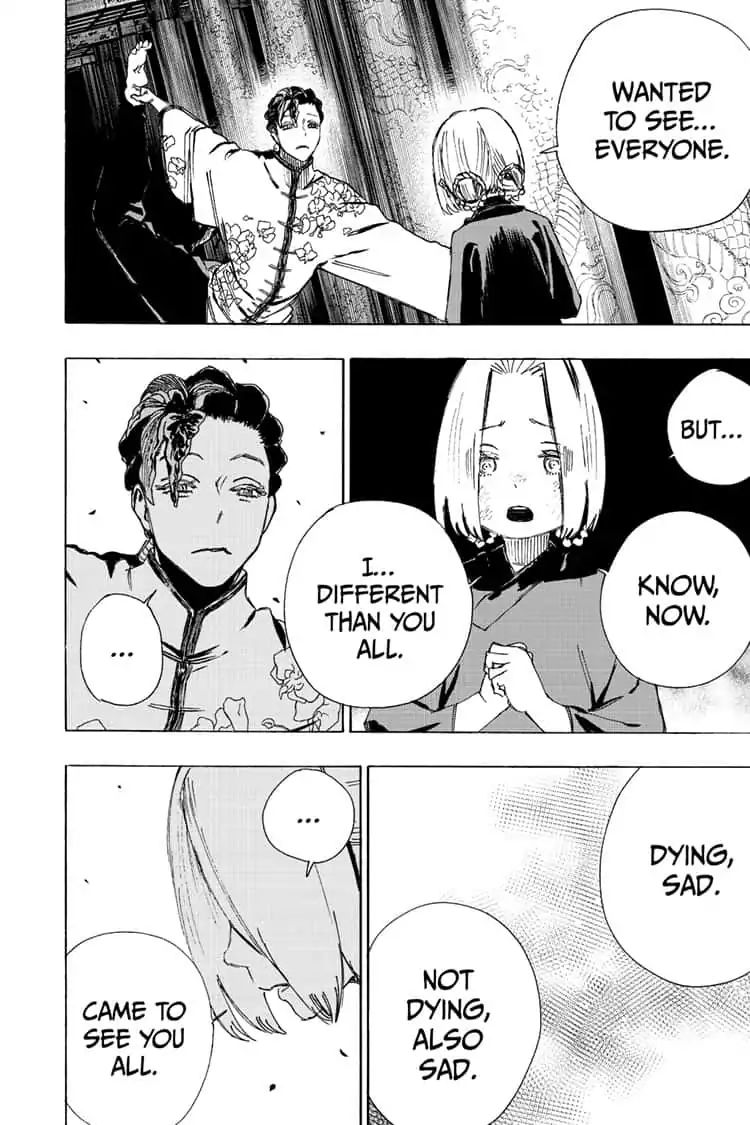 WANTED
TO SEE...
EVERYONE.
BUT...
KNOW,
NOW.
I...
DIFFERENT
THAN YOU
ALL.
...
DYING,
SAD.
NOT
DYING,
ALSO
SAD.
...
CAME TO
SEE YOU
ALL.